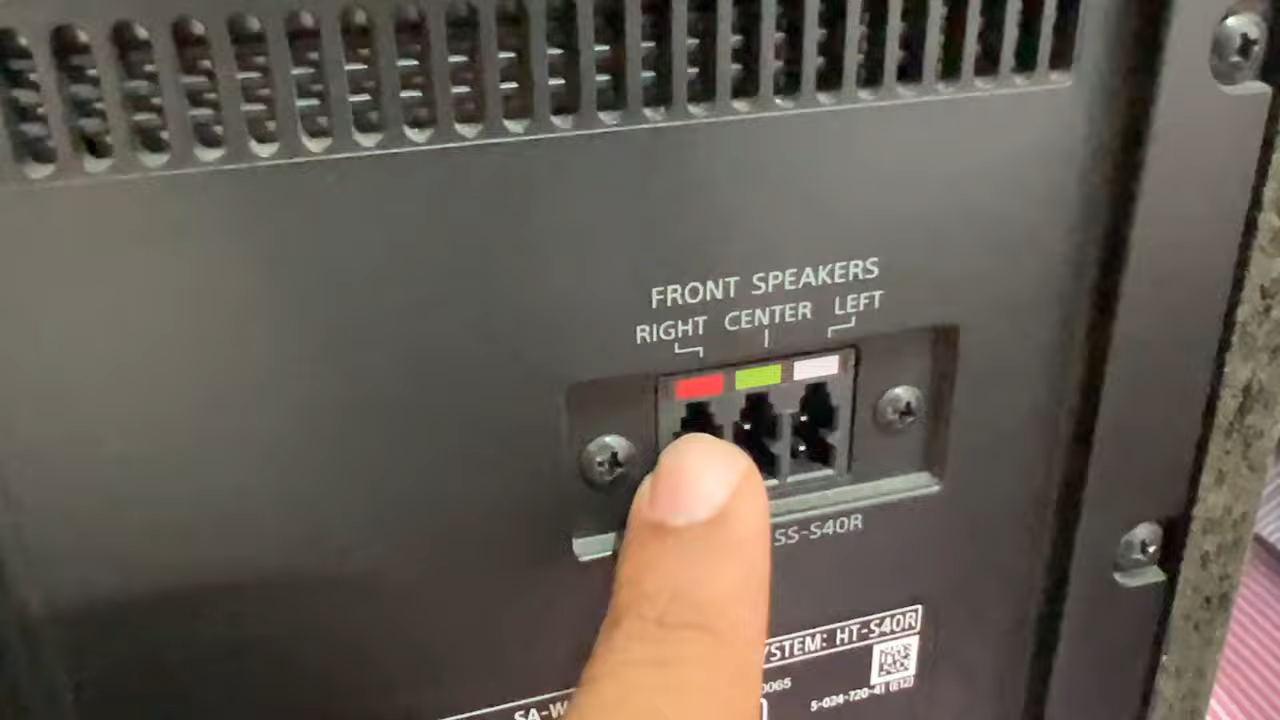 FRONT SPEAKERS
RIGHT CENTER LEFT
SS-S40R
YSTEM: HT-S40R
0065
5-024-720-41 (E12)
SA-W